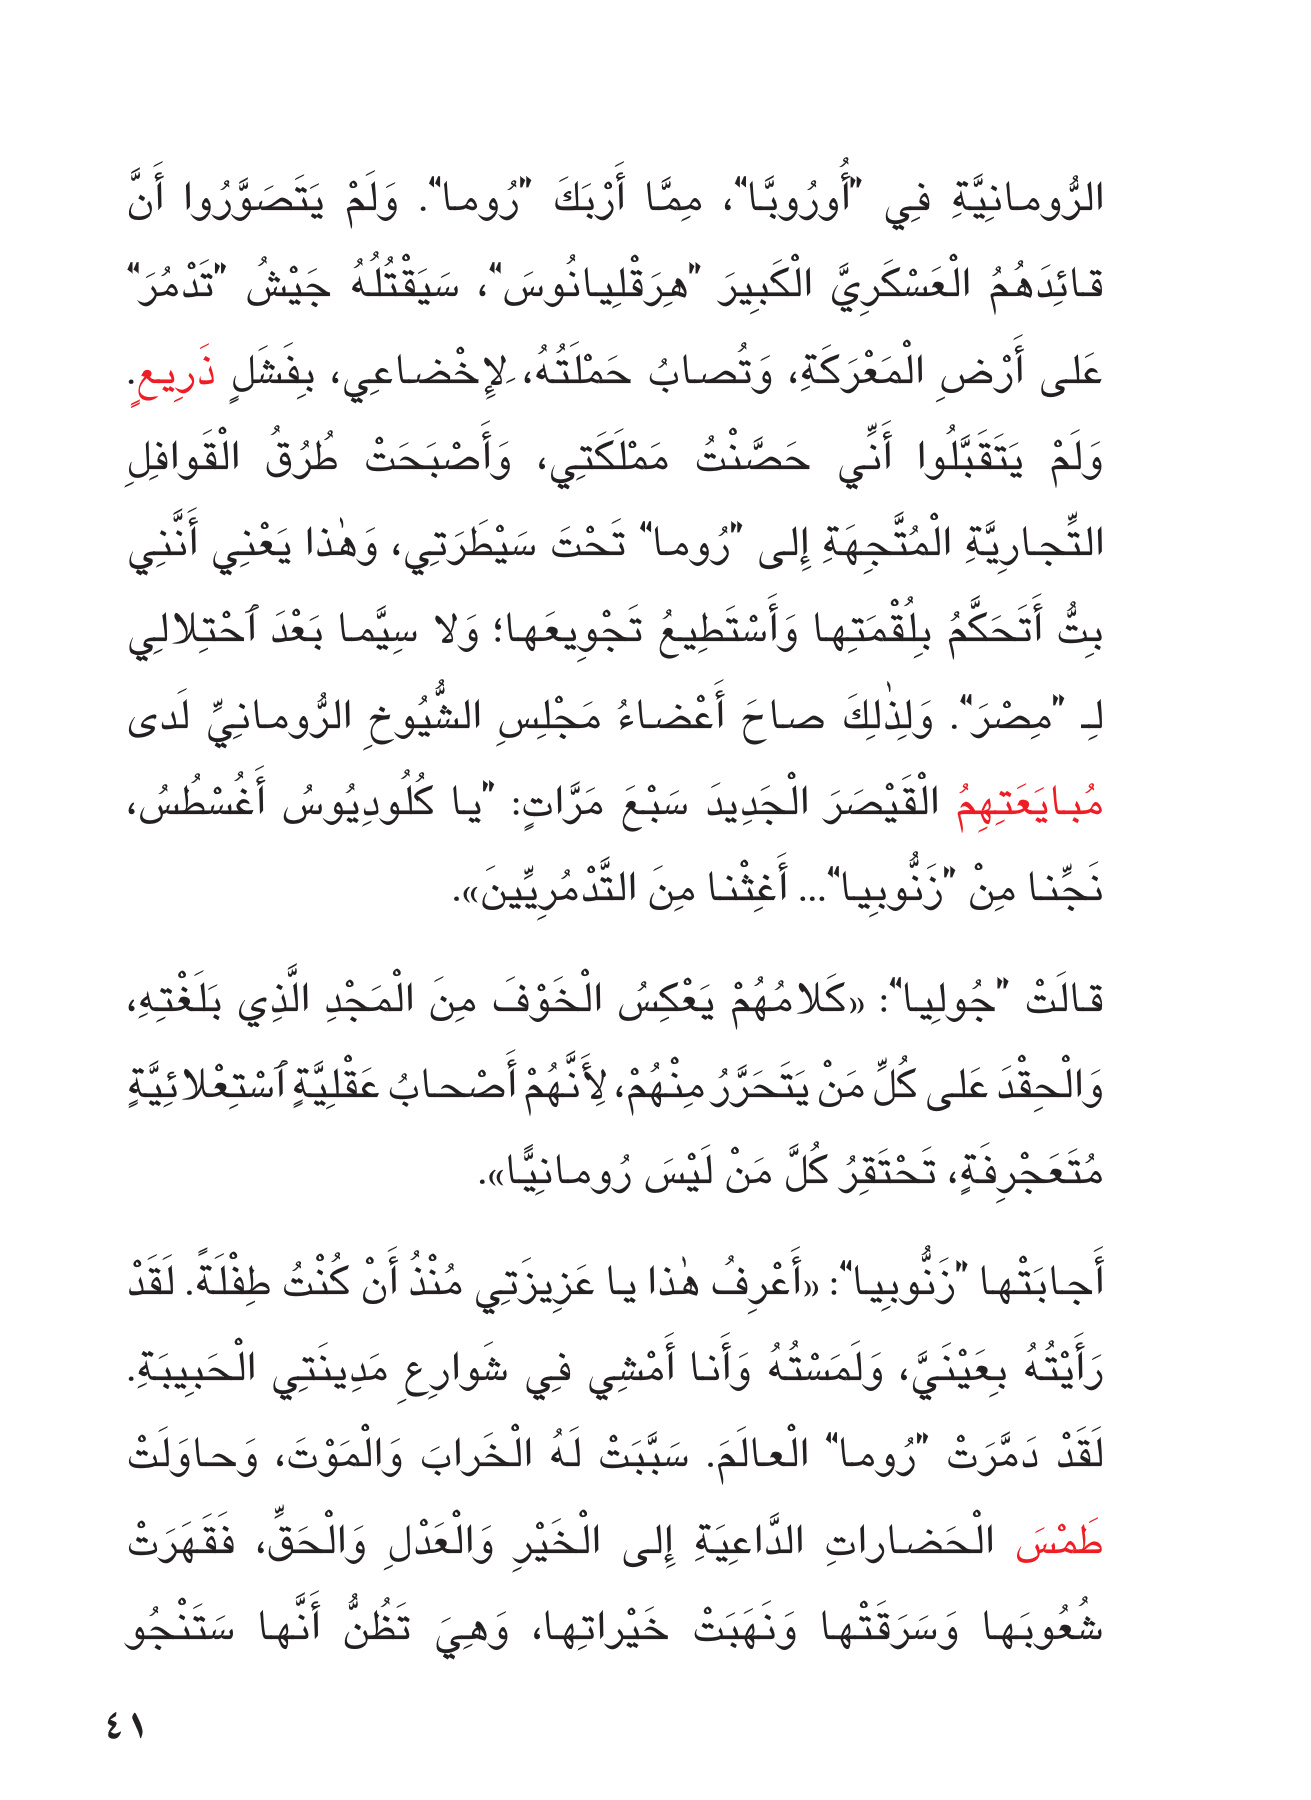 الرُّومانِيَّةِ فِي "أُورُوبَّا"، مِمَّا أَرْبَكَ "رُوما". وَلَمْ يَتَصَوَّرُوا أَنَّ
قائِدَهُمُ الْعَسْكَرِيَّ الْكَبِيرَ "هِرَقْلِيانُوسَ"، سَيَقْتُلُهُ جَيْشُ "تَدْمُرَ"
عَلى أَرْضِ الْمَعْرَكَةِ، وَتُصابُ حَمْلَتُهُ، لِإِخْضاعِي، بِفَشَلٍ ذَرِيعٍ.
وَلَمْ يَتَقَبَّلُوا أَنِّي حَصَّنْتُ مَمْلَكَتِي، وَأَصْبَحَتْ طُرُقُ الْقَوافِلِ
التِّجارِيَّةِ الْمُتَّجِهَةِ إِلى "رُوما" تَحْتَ سَيْطَرَتِي، وَهٰذا يَعْنِي أَنَّنِي
بِتُّ أَتَحَكَّمُ بِلُقْمَتِها وَأَسْتَطِيعُ تَجْوِيعَها؛ وَلا سِيَّما بَعْدَ ٱحْتِلالِي
لِـ "مِصْرَ". وَلِذٰلِكَ صاحَ أَعْضاءُ مَجْلِسِ الشُّيُوخِ الرُّومانِيِّ لَدى
مُبايَعَتِهِمُ الْقَيْصَرَ الْجَدِيدَ سَبْعَ مَرَّاتٍ: "يا كُلُودِيُوسُ أَغُسْطُسُ،
نَجِّنا مِنْ "زَنُّوبِيا"... أَغِثْنا مِنَ التَّدْمُرِيِّينَ».
قالَتْ "جُولِيا": «كَلامُهُمْ يَعْكِسُ الْخَوْفَ مِنَ الْمَجْدِ الَّذِي بَلَغْتِهِ،
وَالْحِقْدَ عَلى كُلِّ مَنْ يَتَحَرَّرُ مِنْهُمْ، لِأَنَّهُمْ أَصْحابُ عَقْلِيَّةٍ ٱسْتِعْلائِيَّةٍ
مُتَعَجْرِفَةٍ، تَحْتَقِرُ كُلَّ مَنْ لَيْسَ رُومانِيًّا».
أَجابَتْها "زَنُّوبِيا": «أَعْرِفُ هٰذا يا عَزِيزَتِي مُنْذُ أَنْ كُنْتُ طِفْلَةً. لَقَدْ
رَأَيْتُهُ بِعَيْنَيَّ، وَلَمَسْتُهُ وَأَنا أَمْشِي فِي شَوارِعِ مَدِينَتِي الْحَبِيبَةِ.
لَقَدْ دَمَّرَتْ "رُوما" الْعالَمَ. سَبَّبَتْ لَهُ الْخَرابَ وَالْمَوْتَ، وَحاوَلَتْ
طَمْسَ الْحَضاراتِ الدَّاعِيَةِ إِلى الْخَيْرِ وَالْعَدْلِ وَالْحَقِّ، فَقَهَرَتْ
شُعُوبَها وَسَرَقَتْها وَنَهَبَتْ خَيْراتِها، وَهِيَ تَظُنُّ أَنَّها سَتَنْجُو
٤١